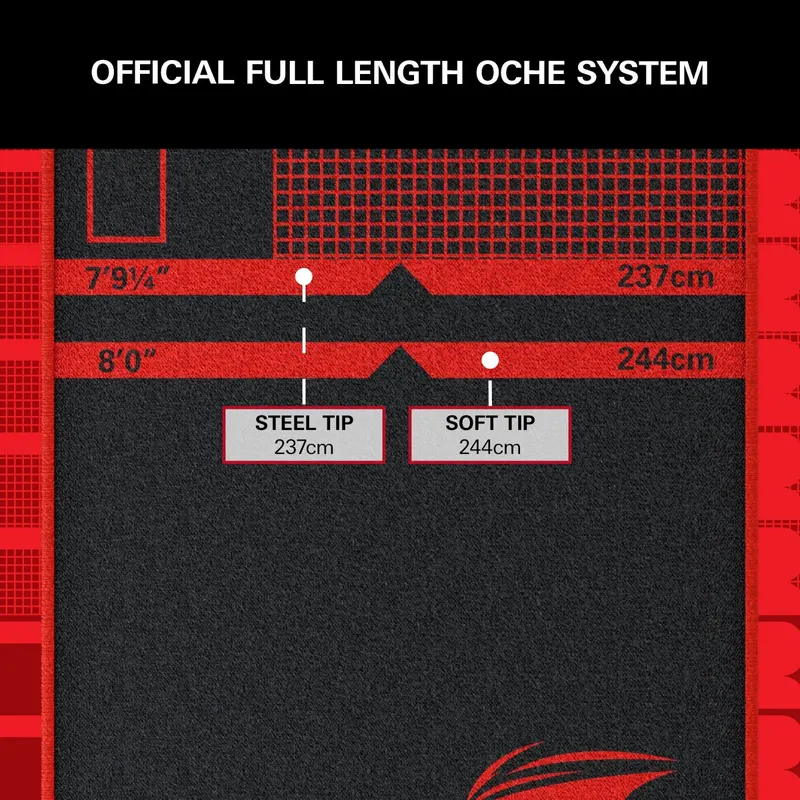 OFFICIAL FULL LENGTH OCHE SYSTEM
7'9¼" 237cm
8'0" 244cm
STEEL TIP
237cm
SOFT TIP
244cm